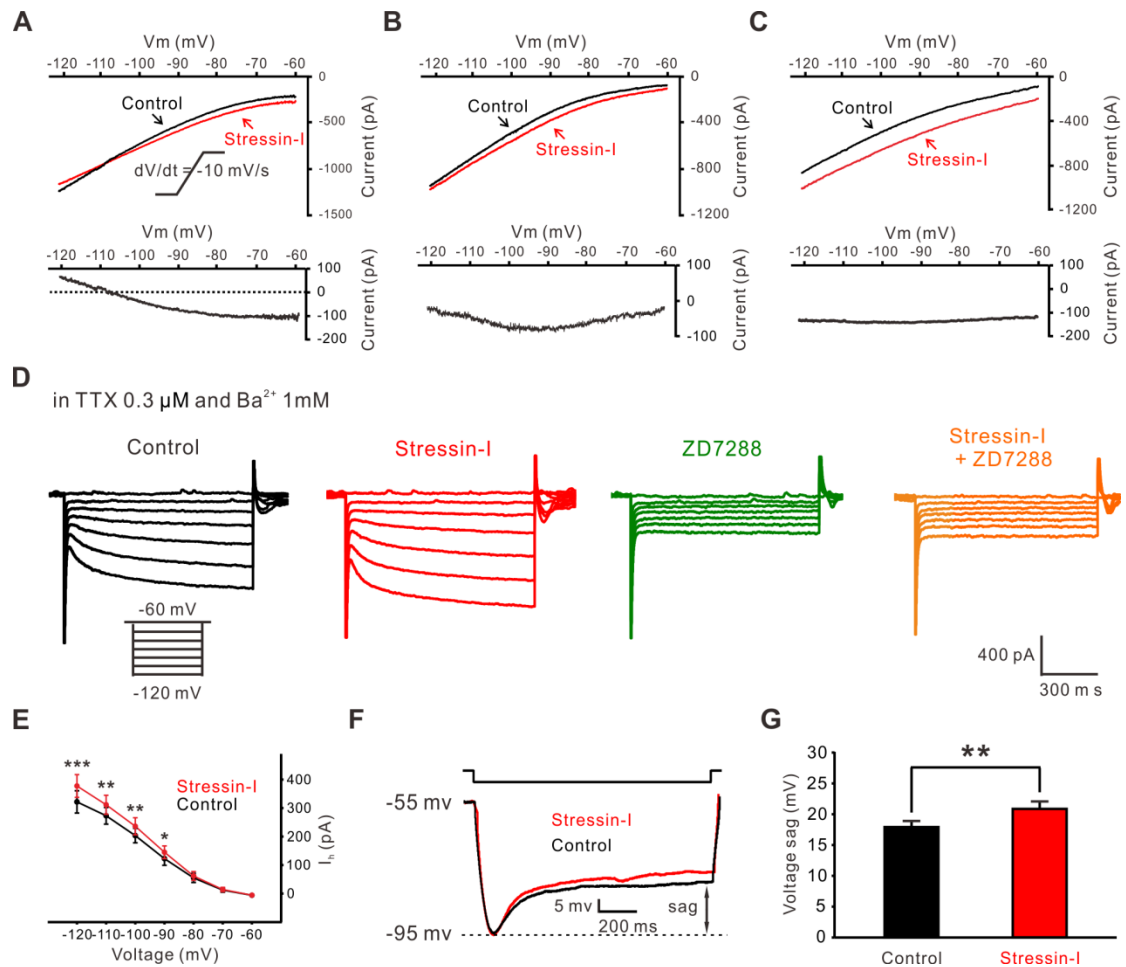 A
B
C
Vm (mV)
-120 -110 -100 -90 -80 -70 -60
0
-500
-1000
-1500
Current (pA)
Control
Stressin-I
dV/dt = -10 mV/s
Vm (mV)
-120 -110 -100 -90 -80 -70 -60
0
-400
-800
-1200
Current (pA)
Control
Stressin-I
Vm (mV)
-120 -110 -100 -90 -80 -70 -60
0
-400
-800
-1200
Current (pA)
Control
Stressin-I
Vm (mV)
-120 -110 -100 -90 -80 -70 -60
100
0
-100
-200
Current (pA)
Vm (mV)
-120 -110 -100 -90 -80 -70 -60
100
0
-100
Current (pA)
Vm (mV)
-120 -110 -100 -90 -80 -70 -60
100
0
-100
-200
Current (pA)
D
in TTX 0.3 µM and Ba²⁺ 1mM
Control
Stressin-I
ZD7288
Stressin-I
+ ZD7288
-60 mV
-120 mV
400 pA
300 m s
E
*** ** ** *
Stressin-I
Control
400
300
200
100
0
Iₕ (pA)
-120 -110 -100 -90 -80 -70 -60
Voltage (mV)
F
-55 mv
Stressin-I
Control
5 mv
200 ms
sag
-95 mv
G
**
30
25
20
15
10
5
0
Voltage sag (mV)
Control
Stressin-I